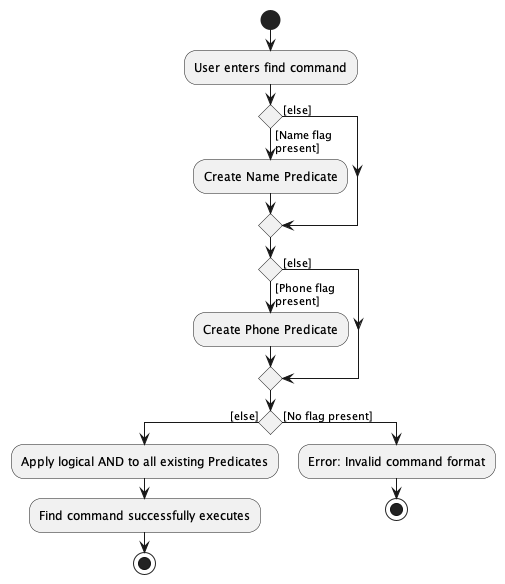 User enters find command
[else]
[Name flag
present]
Create Name Predicate
[else]
[Phone flag
present]
Create Phone Predicate
[else]
[No flag present]
Apply logical AND to all existing Predicates
Error: Invalid command format
Find command successfully executes